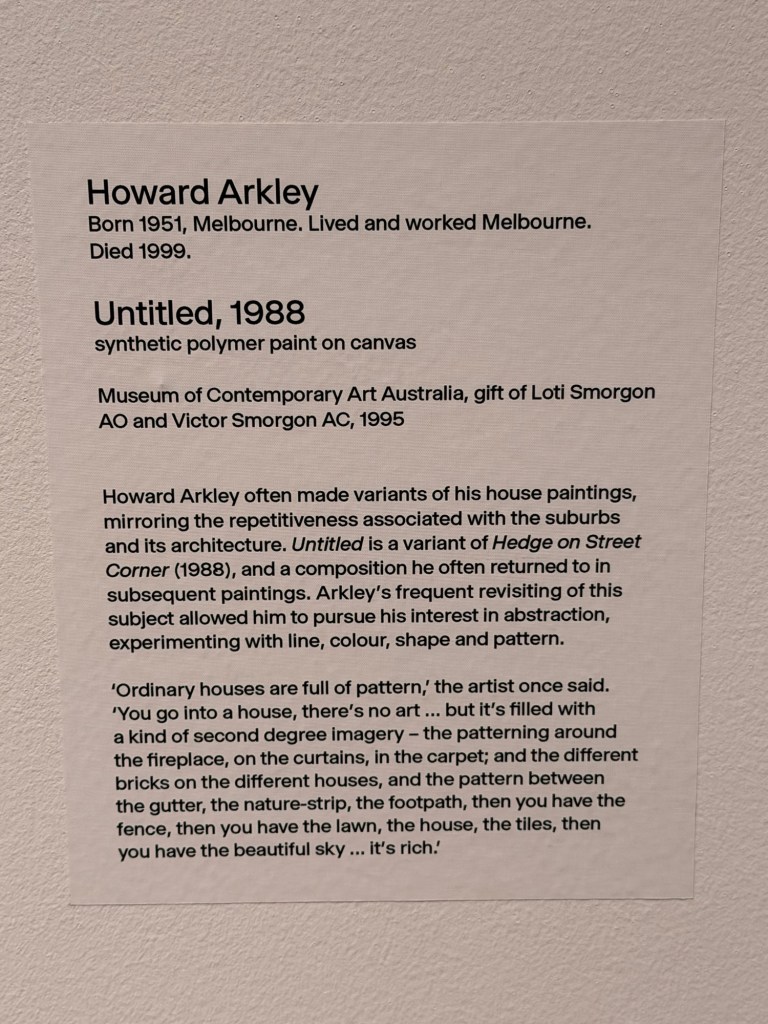 Howard Arkley
Born 1951, Melbourne. Lived and worked Melbourne.
Died 1999.
Untitled, 1988
synthetic polymer paint on canvas
Museum of Contemporary Art Australia, gift of Loti Smorgon
AO and Victor Smorgon AC, 1995
Howard Arkley often made variants of his house paintings,
mirroring the repetitiveness associated with the suburbs
and its architecture. Untitled is a variant of Hedge on Street
Corner (1988), and a composition he often returned to in
subsequent paintings. Arkley’s frequent revisiting of this
subject allowed him to pursue his interest in abstraction,
experimenting with line, colour, shape and pattern.
‘Ordinary houses are full of pattern,’ the artist once said.
‘You go into a house, there’s no art ... but it’s filled with
a kind of second degree imagery – the patterning around
the fireplace, on the curtains, in the carpet; and the different
bricks on the different houses, and the pattern between
the gutter, the nature-strip, the footpath, then you have the
fence, then you have the lawn, the house, the tiles, then
you have the beautiful sky ... it’s rich.’